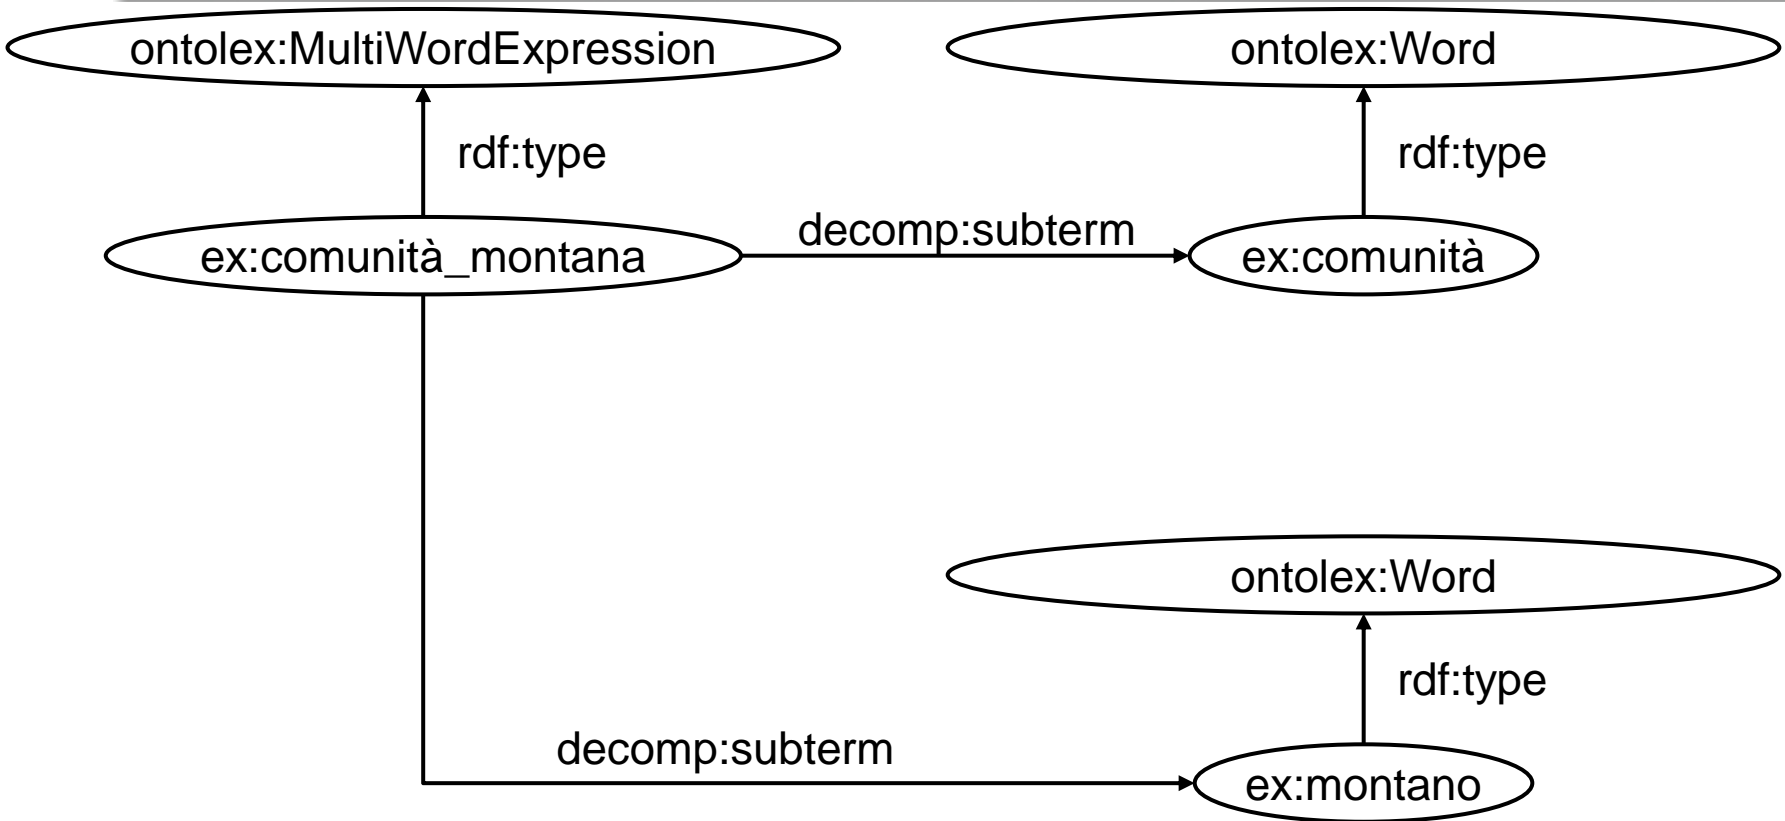 ontolex:MultiWordExpression
ontolex:Word
rdf:type
rdf:type
ex:comunità_montana
decomp:subterm
ex:comunità
ontolex:Word
rdf:type
decomp:subterm
ex:montano